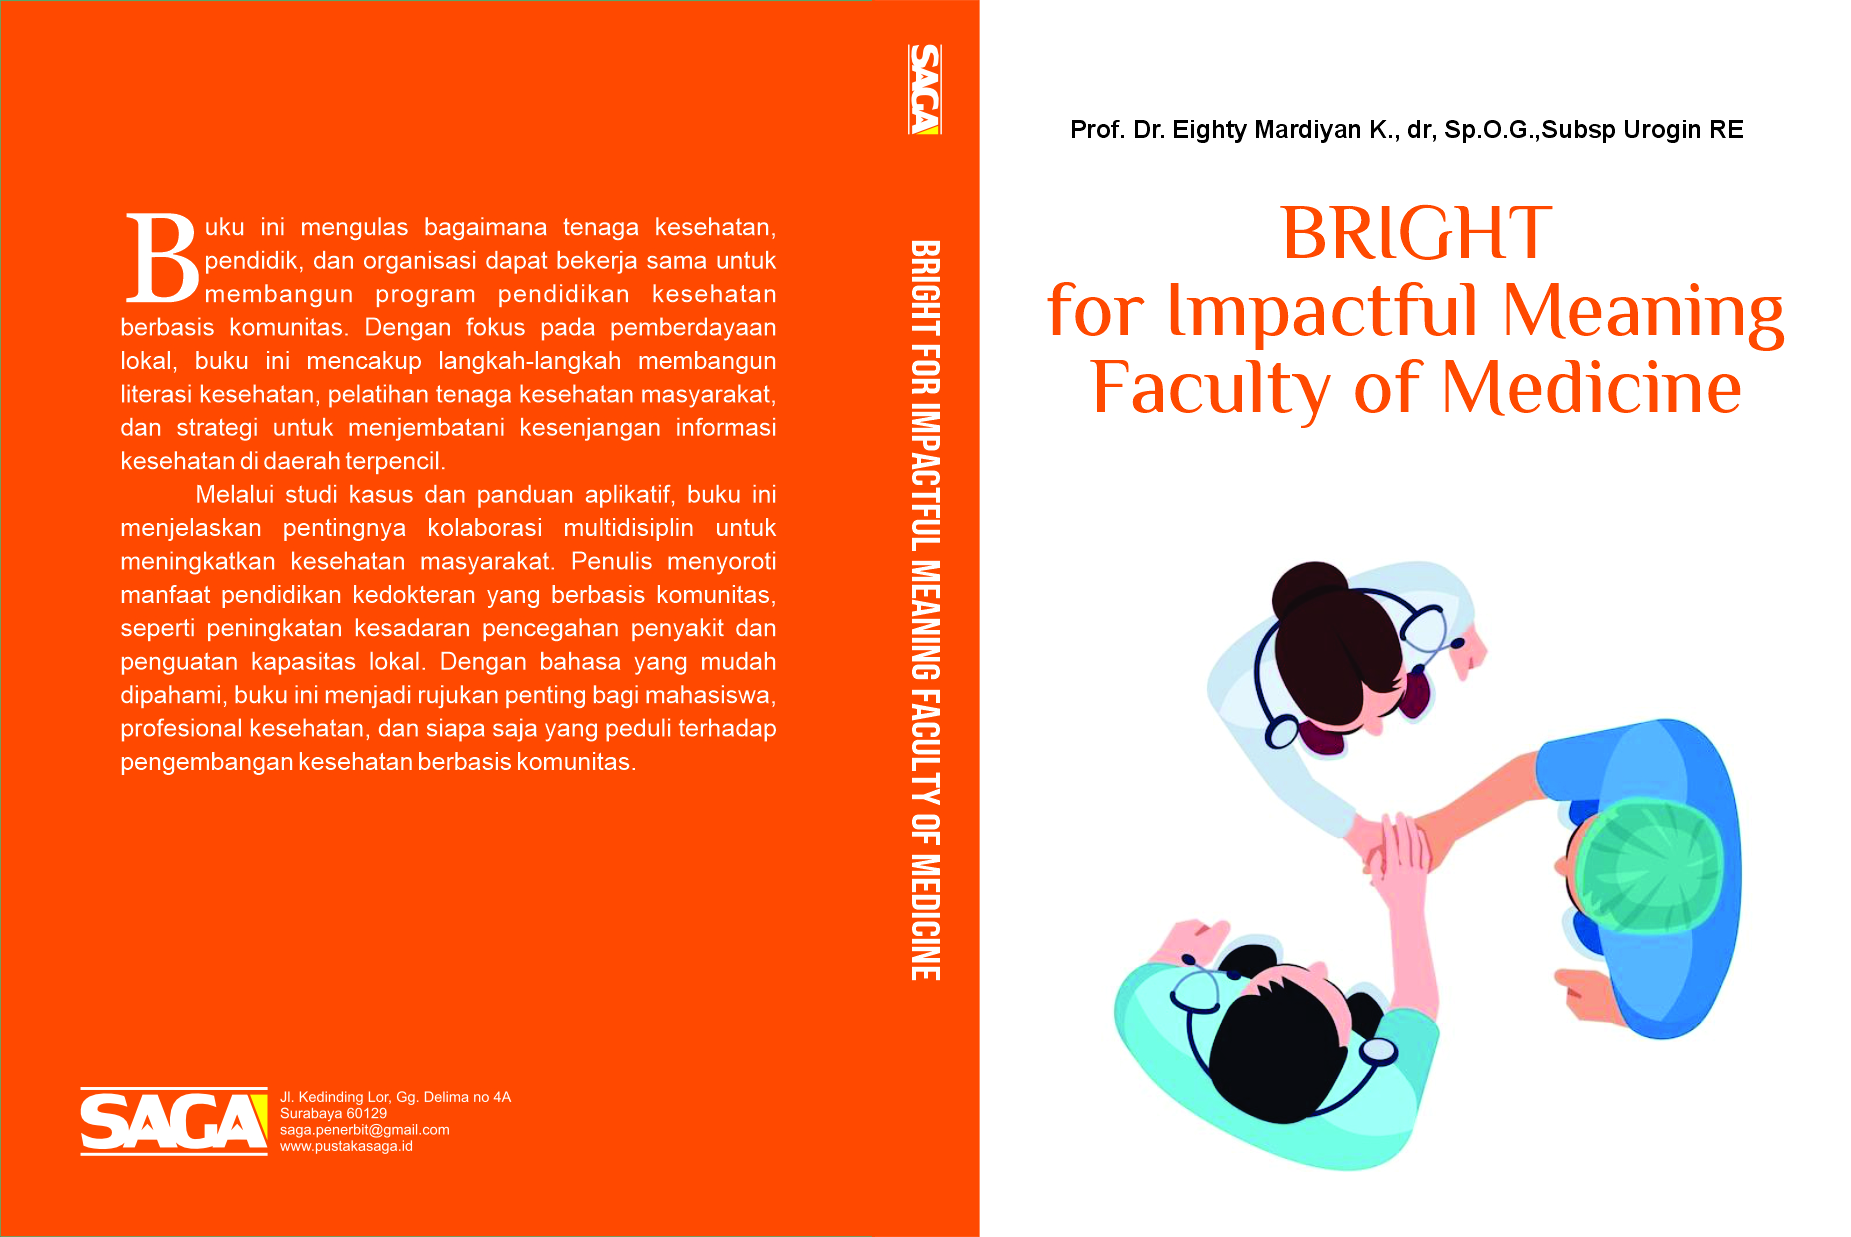 Buku ini mengulas bagaimana tenaga kesehatan,
pendidik, dan organisasi dapat bekerja sama untuk
membangun program pendidikan kesehatan
berbasis komunitas. Dengan fokus pada pemberdayaan
lokal, buku ini mencakup langkah-langkah membangun
literasi kesehatan, pelatihan tenaga kesehatan masyarakat,
dan strategi untuk menjembatani kesenjangan informasi
kesehatan di daerah terpencil.
Melalui studi kasus dan panduan aplikatif, buku ini
menjelaskan pentingnya kolaborasi multidisiplin untuk
meningkatkan kesehatan masyarakat. Penulis menyoroti
manfaat pendidikan kedokteran yang berbasis komunitas,
seperti peningkatan kesadaran pencegahan penyakit dan
penguatan kapasitas lokal. Dengan bahasa yang mudah
dipahami, buku ini menjadi rujukan penting bagi mahasiswa,
profesional kesehatan, dan siapa saja yang peduli terhadap
pengembangan kesehatan berbasis komunitas.
SAGA
Jl. Kedinding Lor, Gg. Delima no 4A
Surabaya 60129
saga.penerbit@gmail.com
www.pustakasaga.id
SAGA
BRIGHT FOR IMPACTFUL MEANING FACULTY OF MEDICINE
Prof. Dr. Eighty Mardiyan K., dr, Sp.O.G.,Subsp Urogin RE
BRIGHT
for Impactful Meaning
Faculty of Medicine